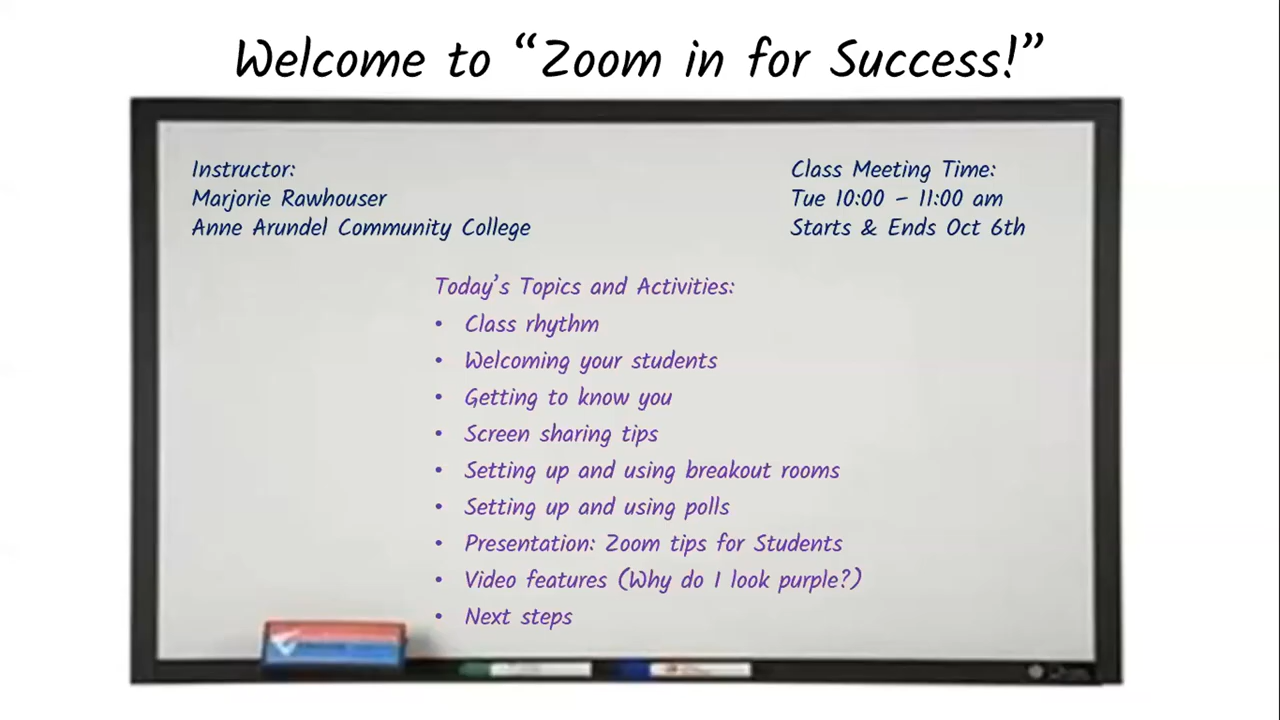 Welcome to “Zoom in for Success!”
Instructor:
Marjorie Rawhouser
Anne Arundel Community College
Class Meeting Time:
Tue 10:00 – 11:00 am
Starts & Ends Oct 6th
Today’s Topics and Activities:
• Class rhythm
• Welcoming your students
• Getting to know you
• Screen sharing tips
• Setting up and using breakout rooms
• Setting up and using polls
• Presentation: Zoom tips for Students
• Video features (Why do I look purple?)
• Next steps